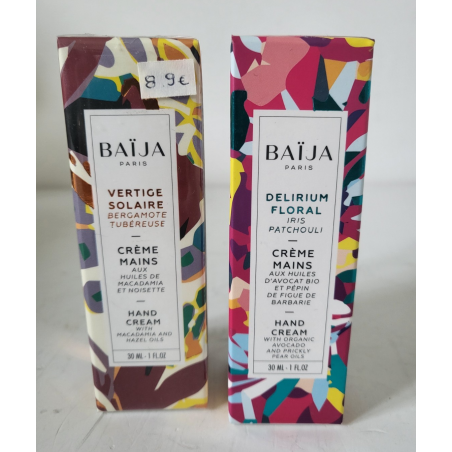 8.9€
BAÏJA
PARIS
VERTIGE
SOLAIRE
BERGAMOTE
TUBÉREUSE
CRÈME
MAINS
AUX
HUILES DE
MACADAMIA
ET NOISETTE
HAND
CREAM
WITH
MACADAMIA AND
HAZEL OILS
30 ML - 1 FL.OZ
BAÏJA
PARIS
DELIRIUM
FLORAL
IRIS
PATCHOULI
CRÈME
MAINS
AUX HUILES
D'AVOCAT BIO
ET PÉPIN
DE FIGUE DE
BARBARIE
HAND
CREAM
WITH ORGANIC
AVOCADO
AND PRICKLY
PEAR OILS
30 ML - 1 FL.OZ